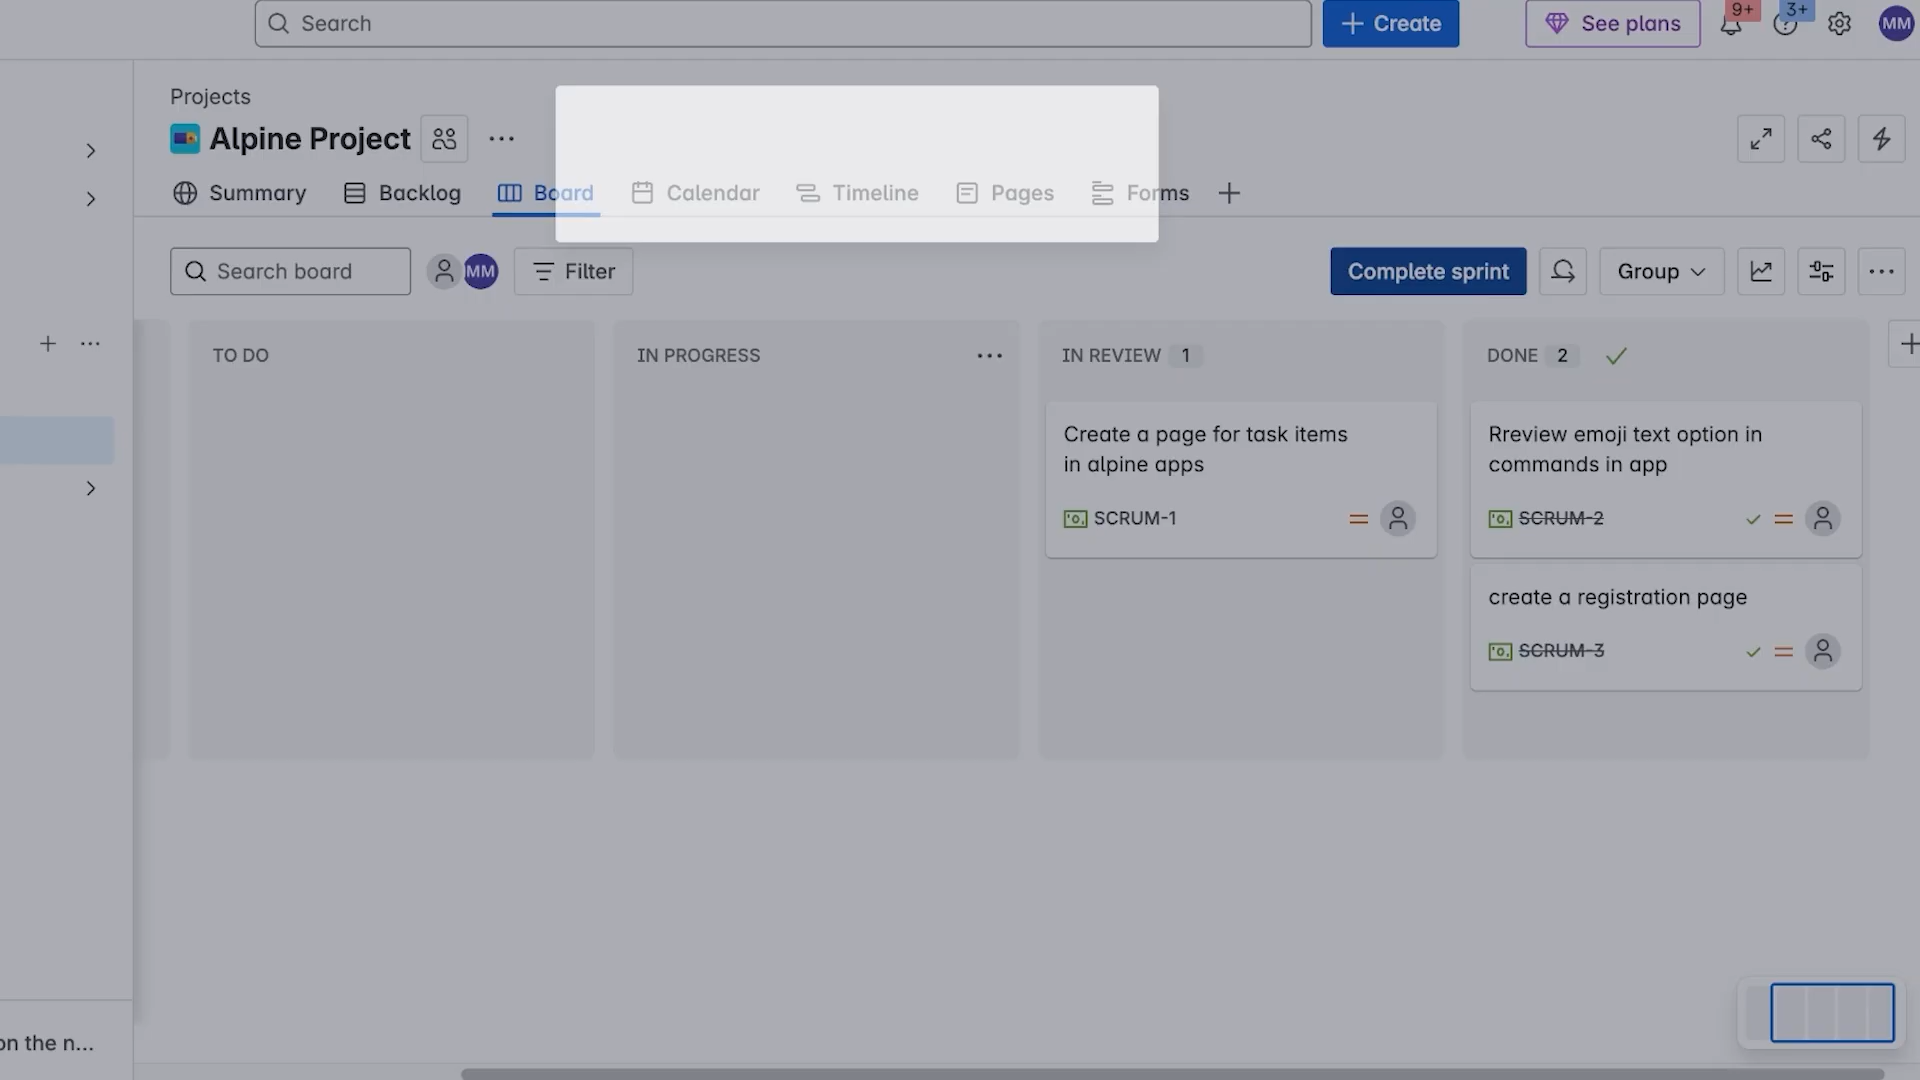 Search
Create
See plans
9+
3+
MM
Projects
Alpine Project
Summary
Backlog
Board
Calendar
Timeline
Pages
Forms
Search board
MM
Filter
Complete sprint
Group
TO DO
IN PROGRESS
IN REVIEW 1
DONE 2
Create a page for task items
in alpine apps
SCRUM-1
Rreview emoji text option in
commands in app
SCRUM-2
create a registration page
SCRUM-3
on the n...